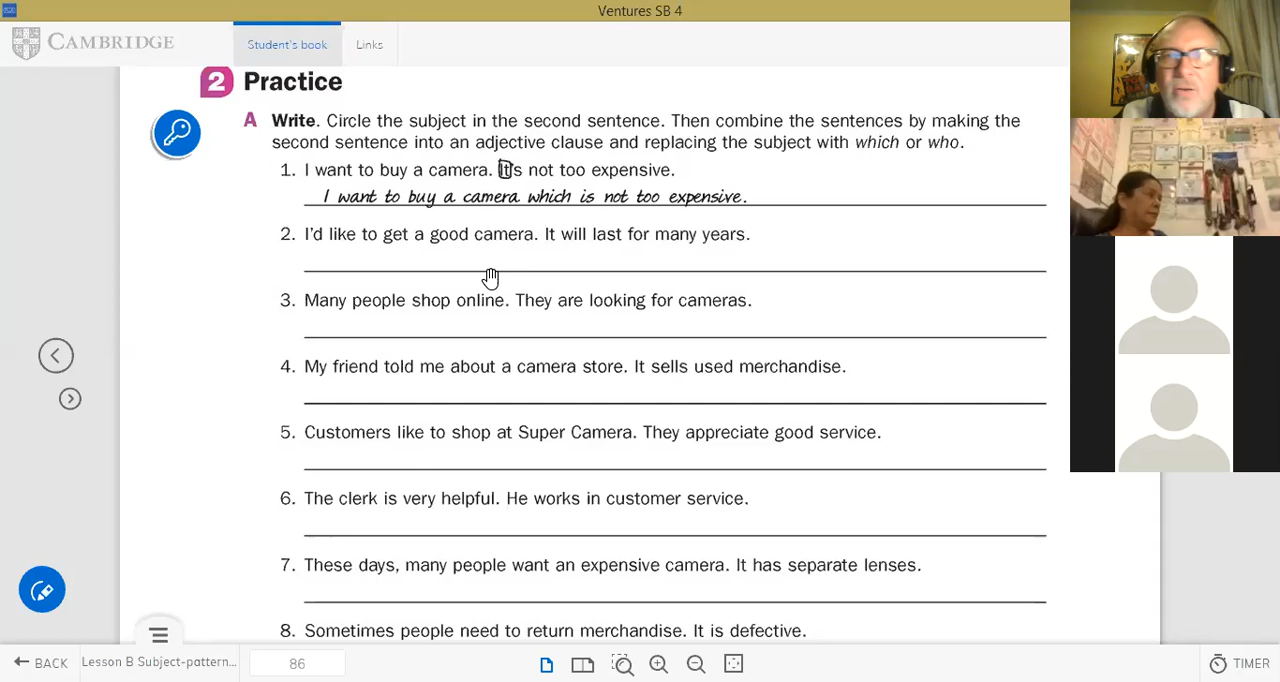 Ventures SB 4
CAMBRIDGE
Student's book
Links
2 Practice
A Write. Circle the subject in the second sentence. Then combine the sentences by making the
second sentence into an adjective clause and replacing the subject with which or who.
1. I want to buy a camera. It's not too expensive.
I want to buy a camera which is not too expensive.
2. I'd like to get a good camera. It will last for many years.
3. Many people shop online. They are looking for cameras.
4. My friend told me about a camera store. It sells used merchandise.
5. Customers like to shop at Super Camera. They appreciate good service.
6. The clerk is very helpful. He works in customer service.
7. These days, many people want an expensive camera. It has separate lenses.
8. Sometimes people need to return merchandise. It is defective.
BACK
Lesson B Subject-pattern...
86
TIMER